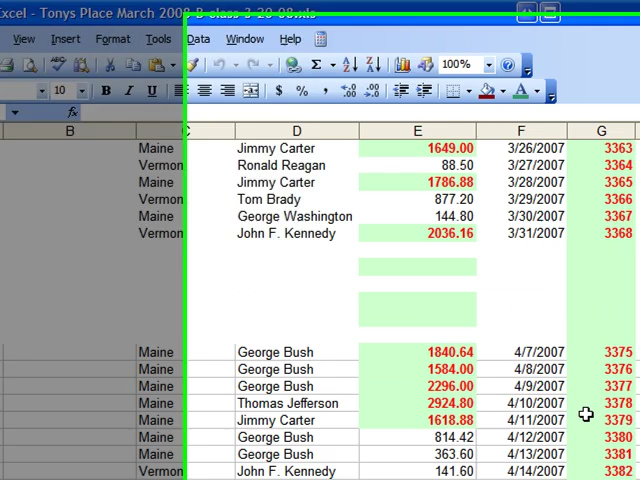 Excel - Tonys Place March 2008-B-class-3-20-08.xls
View Insert Format Tools Data Window Help
Σ 100%
10 B I U $ % , A
fx
B C D E F G
Maine Jimmy Carter 1649.00 3/26/2007 3363
Vermon Ronald Reagan 88.50 3/27/2007 3364
Maine Jimmy Carter 1786.88 3/28/2007 3365
Vermon Tom Brady 877.20 3/29/2007 3366
Maine George Washington 144.80 3/30/2007 3367
Vermon John F. Kennedy 2036.16 3/31/2007 3368
Maine George Bush 1840.64 4/7/2007 3375
Maine George Bush 1584.00 4/8/2007 3376
Maine George Bush 2296.00 4/9/2007 3377
Maine Thomas Jefferson 2924.80 4/10/2007 3378
Maine Jimmy Carter 1618.88 4/11/2007 3379
Maine George Bush 814.42 4/12/2007 3380
Maine George Bush 363.60 4/13/2007 3381
Vermon John F. Kennedy 141.60 4/14/2007 3382